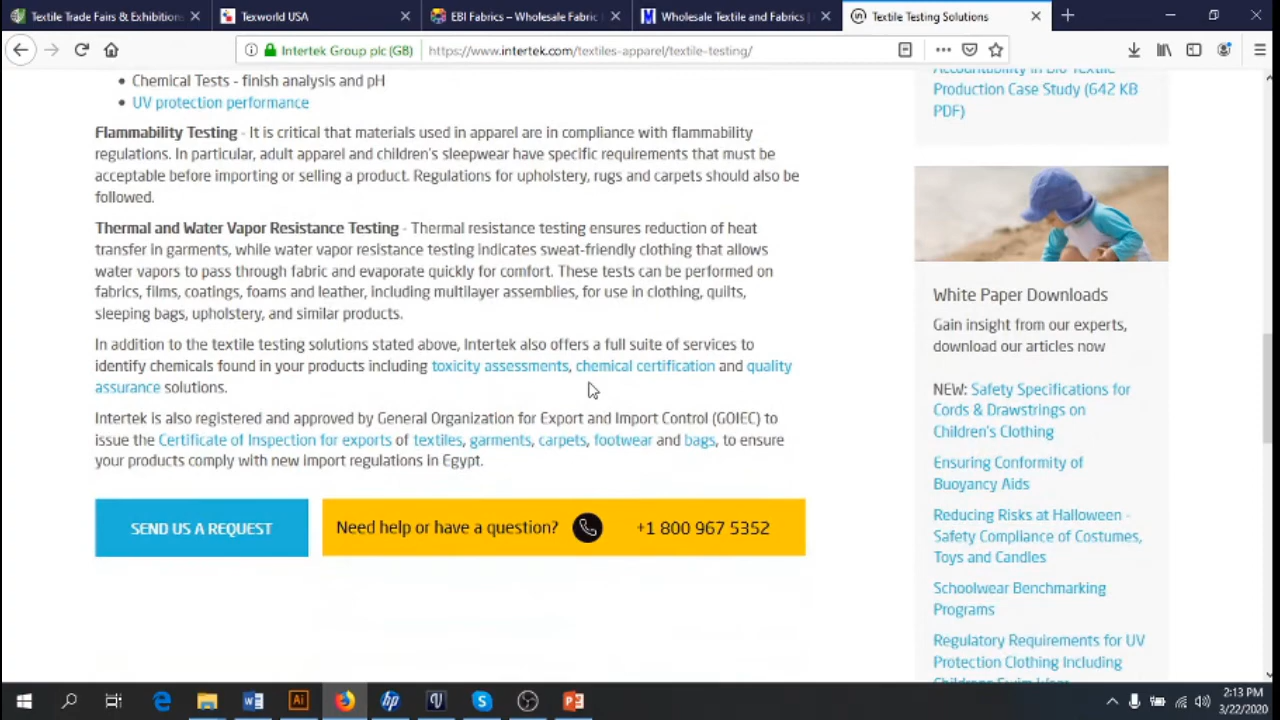 Textile Trade Fairs & Exhibitions
Texworld USA
EBI Fabrics – Wholesale Fabric
Wholesale Textile and Fabrics |
Textile Testing Solutions
Intertek Group plc (GB)
https://www.intertek.com/textiles-apparel/textile-testing/
Chemical Tests - finish analysis and pH
UV protection performance
Flammability Testing - It is critical that materials used in apparel are in compliance with flammability
regulations. In particular, adult apparel and children's sleepwear have specific requirements that must be
acceptable before importing or selling a product. Regulations for upholstery, rugs and carpets should also be
followed.
Thermal and Water Vapor Resistance Testing - Thermal resistance testing ensures reduction of heat
transfer in garments, while water vapor resistance testing indicates sweat-friendly clothing that allows
water vapors to pass through fabric and evaporate quickly for comfort. These tests can be performed on
fabrics, films, coatings, foams and leather, including multilayer assemblies, for use in clothing, quilts,
sleeping bags, upholstery, and similar products.
In addition to the textile testing solutions stated above, Intertek also offers a full suite of services to
identify chemicals found in your products including toxicity assessments, chemical certification and quality
assurance solutions.
Intertek is also registered and approved by General Organization for Export and Import Control (GOIEC) to
issue the Certificate of Inspection for exports of textiles, garments, carpets, footwear and bags, to ensure
your products comply with new import regulations in Egypt.
SEND US A REQUEST
Need help or have a question? +1 800 967 5352
Accountability in Bio-Textile
Production Case Study (642 KB
PDF)
White Paper Downloads
Gain insight from our experts,
download our articles now
NEW: Safety Specifications for
Cords & Drawstrings on
Children's Clothing
Ensuring Conformity of
Buoyancy Aids
Reducing Risks at Halloween -
Safety Compliance of Costumes,
Toys and Candles
Schoolwear Benchmarking
Programs
Regulatory Requirements for UV
Protection Clothing Including
Childrens Swim Wear
2:13 PM
3/22/2020